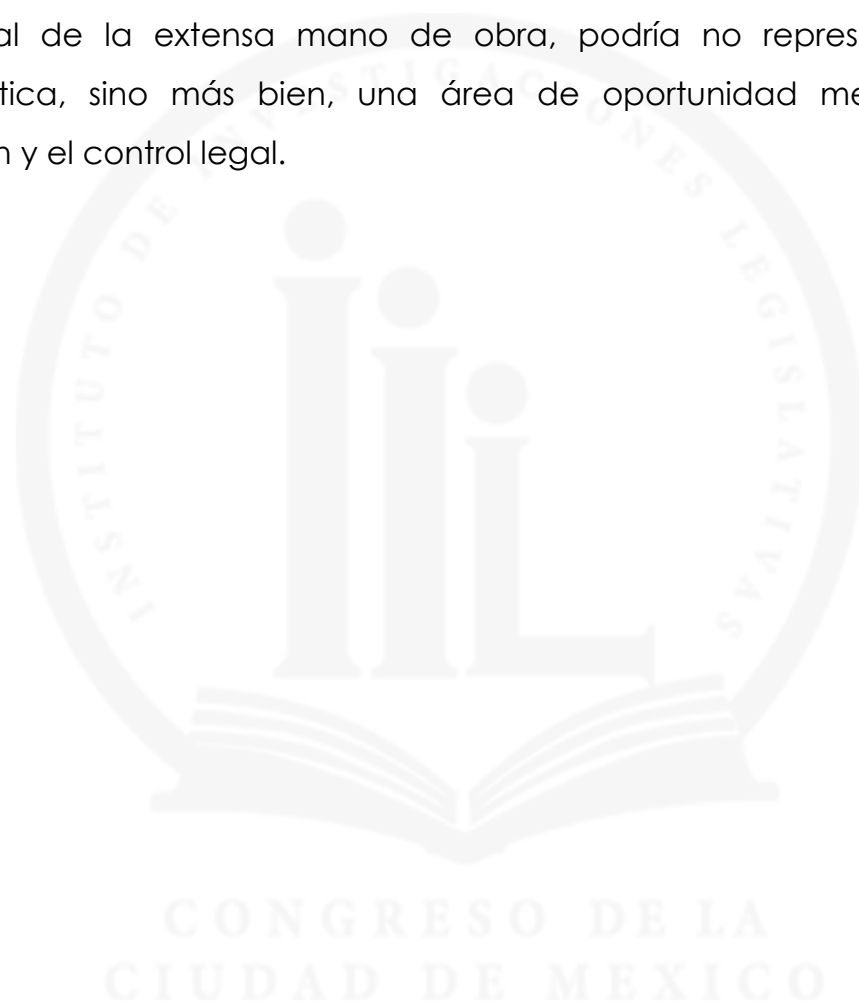 al de la extensa mano de obra, podría no repres
tica, sino más bien, una área de oportunidad me
n y el control legal.
INSTITUTO DE INVESTIGACIONES LEGISLATIVAS
IIL
CONGRESO DE LA
CIUDAD DE MEXICO